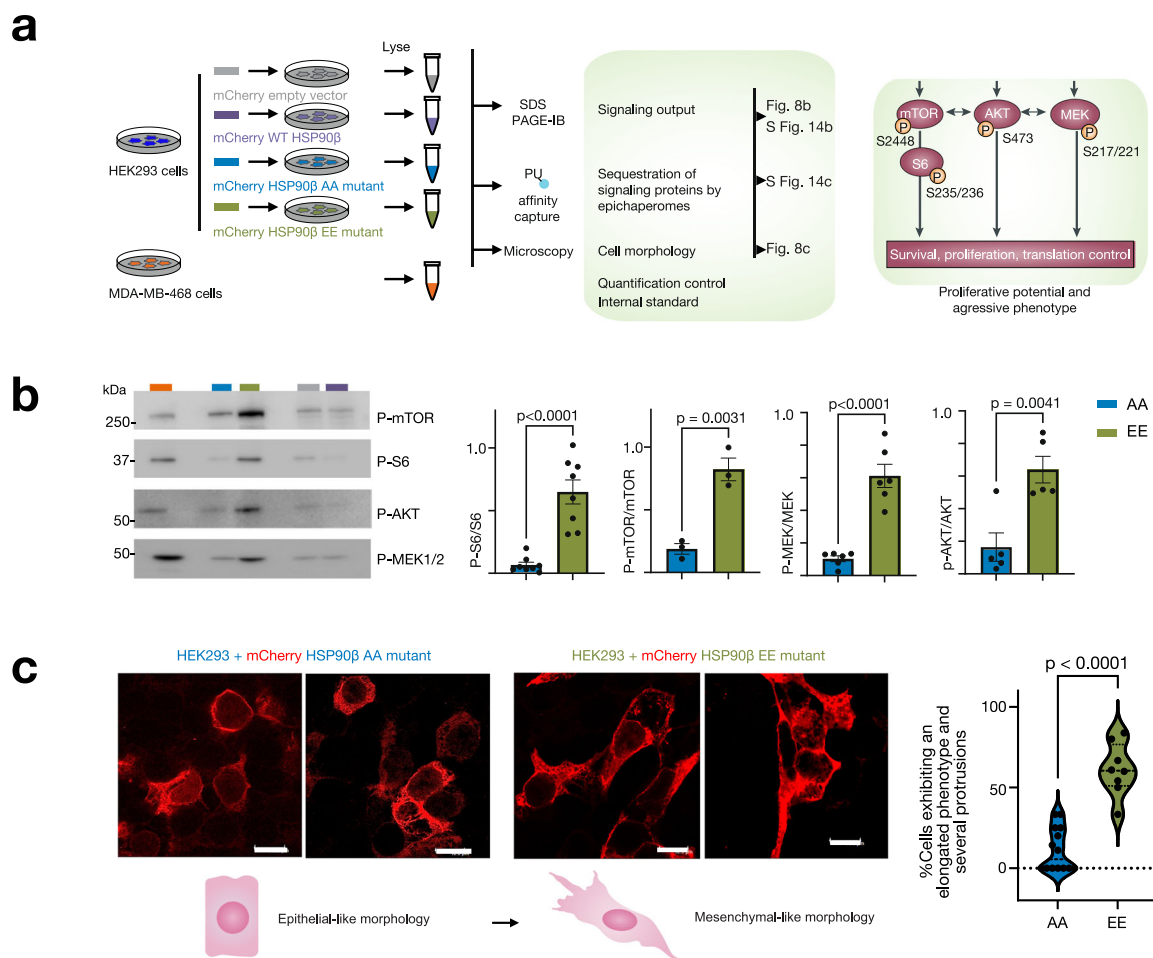 a
Lyse
mCherry empty vector
mCherry WT HSP90β
HEK293 cells
mCherry HSP90β AA mutant
mCherry HSP90β EE mutant
MDA-MB-468 cells
SDS
PAGE-IB
PU
affinity
capture
Microscopy
Signaling output
Sequestration of
signaling proteins by
epichaperomes
Cell morphology
Quantification control
Internal standard
Fig. 8b
S Fig. 14b
S Fig. 14c
Fig. 8c
mTOR
AKT
MEK
P
P
P
S2448
S473
S217/221
S6
P
S235/236
Survival, proliferation, translation control
Proliferative potential and
agressive phenotype
b
kDa
250
37
50
50
P-mTOR
P-S6
P-AKT
P-MEK1/2
p<0.0001
1.0
P-S6/S6
p = 0.0031
1.0
P-mTOR/mTOR
p<0.0001
1.0
P-MEK/MEK
p = 0.0041
1.0
p-AKT/AKT
AA
EE
c
HEK293 + mCherry HSP90β AA mutant
HEK293 + mCherry HSP90β EE mutant
Epithelial-like morphology
Mesenchymal-like morphology
p < 0.0001
%Cells exhibiting an
elongated phenotype and
several protrusions
100
50
0
AA
EE